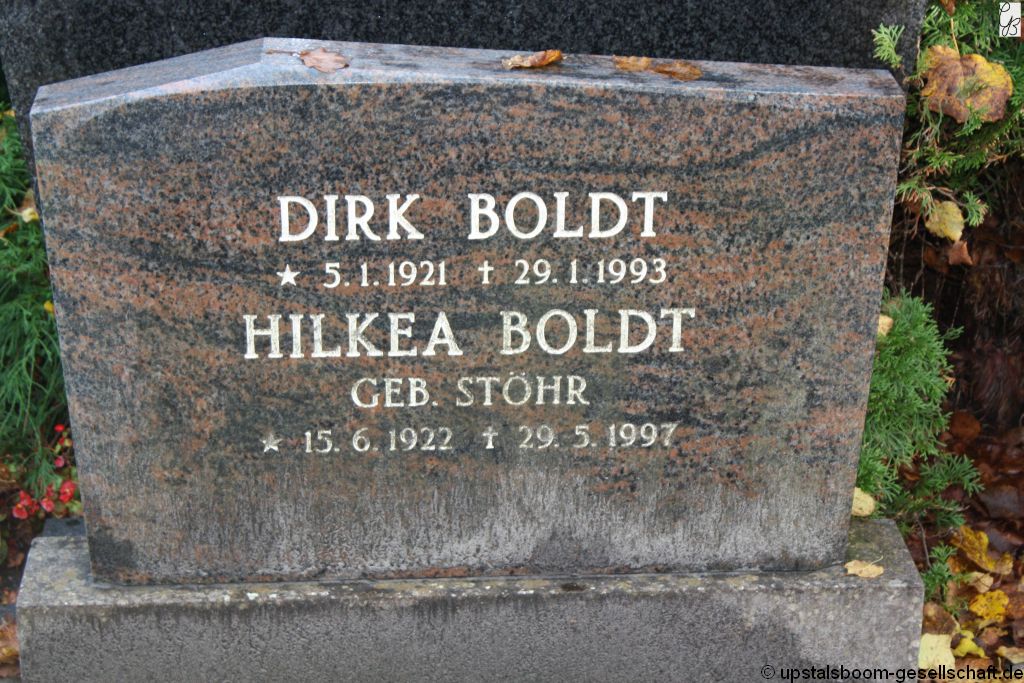 DIRK BOLDT
★ 5.1.1921 † 29.1.1993
HILKEA BOLDT
GEB. STÖHR
★ 15.6.1922 † 29.5.1997
© upstalsboom-gesellschaft.de